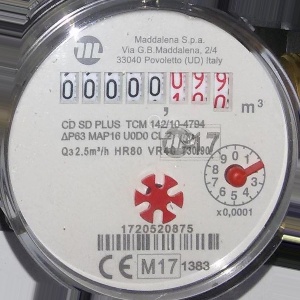 Maddalena S.p.a.
Via G.B.Maddalena, 2/4
33040 Povoletto (UD) Italy
m
00000,099 m³
CD SD PLUS TCM 142/10-4794
ΔP63 MAP16 U0D0 CL.2
17
Q₃2.5m³/h HR80 VR40
0 1 2 3 4 5 6 7 8 9
x0,0001
1720520875
CE M17 1383